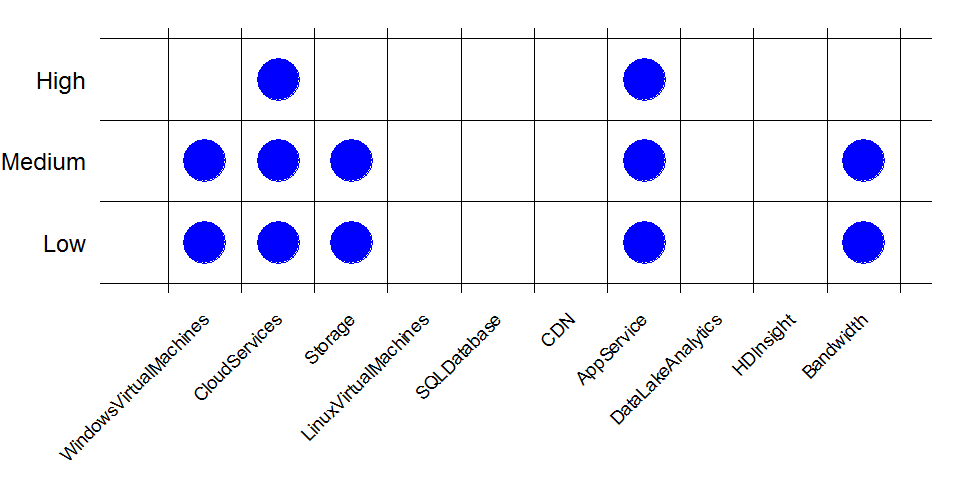 High
Medium
Low
WindowsVirtualMachines
CloudServices
Storage
LinuxVirtualMachines
SQLDatabase
CDN
AppService
DataLakeAnalytics
HDInsight
Bandwidth